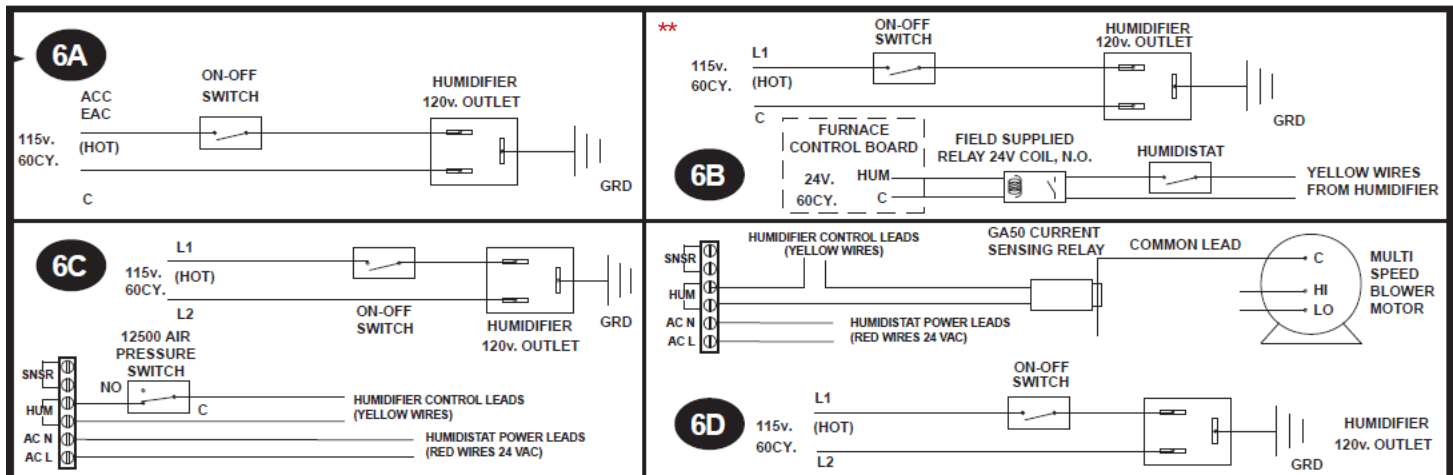 6A
ON-OFF
SWITCH
HUMIDIFIER
120v. OUTLET
ACC
EAC
115v.
(HOT)
60CY.
C
GRD
**
ON-OFF
SWITCH
HUMIDIFIER
120v. OUTLET
L1
115v.
60CY.
(HOT)
C
GRD
6B
FURNACE
CONTROL BOARD
24V.
60CY.
HUM
C
FIELD SUPPLIED
RELAY 24V COIL, N.O.
HUMIDISTAT
YELLOW WIRES
FROM HUMIDIFIER
6C
L1
115v.
60CY.
(HOT)
L2
ON-OFF
SWITCH
HUMIDIFIER
120v. OUTLET
GRD
12500 AIR
PRESSURE
SWITCH
SNSR
NO
HUM
C
AC N
AC L
HUMIDIFIER CONTROL LEADS
(YELLOW WIRES)
HUMIDISTAT POWER LEADS
(RED WIRES 24 VAC)
HUMIDIFIER CONTROL LEADS
(YELLOW WIRES)
GA50 CURRENT
SENSING RELAY
COMMON LEAD
SNSR
HUM
AC N
AC L
HUMIDISTAT POWER LEADS
(RED WIRES 24 VAC)
C
HI
LO
MULTI
SPEED
BLOWER
MOTOR
6D
ON-OFF
SWITCH
L1
115v.
60CY.
(HOT)
L2
HUMIDIFIER
120v. OUTLET
GRD